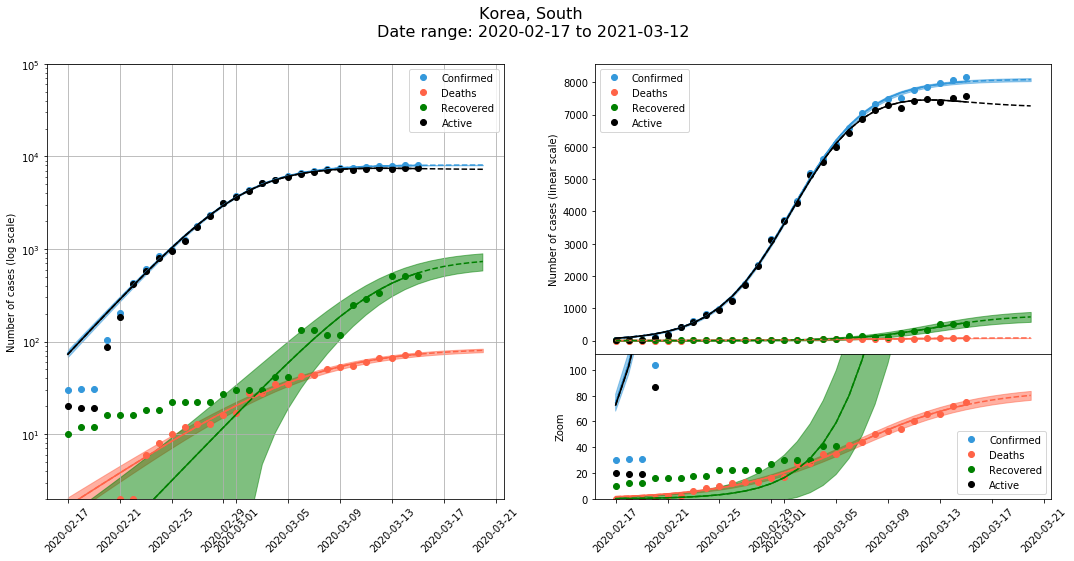 Korea, South
Date range: 2020-02-17 to 2021-03-12
Number of cases (log scale)
10^5
10^4
10^3
10^2
10^1
Confirmed
Deaths
Recovered
Active
2020-02-17
2020-02-21
2020-02-25
2020-02-29
2020-03-01
2020-03-05
2020-03-09
2020-03-13
2020-03-17
2020-03-21
Number of cases (linear scale)
8000
7000
6000
5000
4000
3000
2000
1000
0
Confirmed
Deaths
Recovered
Active
Zoom
100
80
60
40
20
0
Confirmed
Deaths
Recovered
Active
2020-02-17
2020-02-21
2020-02-25
2020-02-29
2020-03-01
2020-03-05
2020-03-09
2020-03-13
2020-03-17
2020-03-21